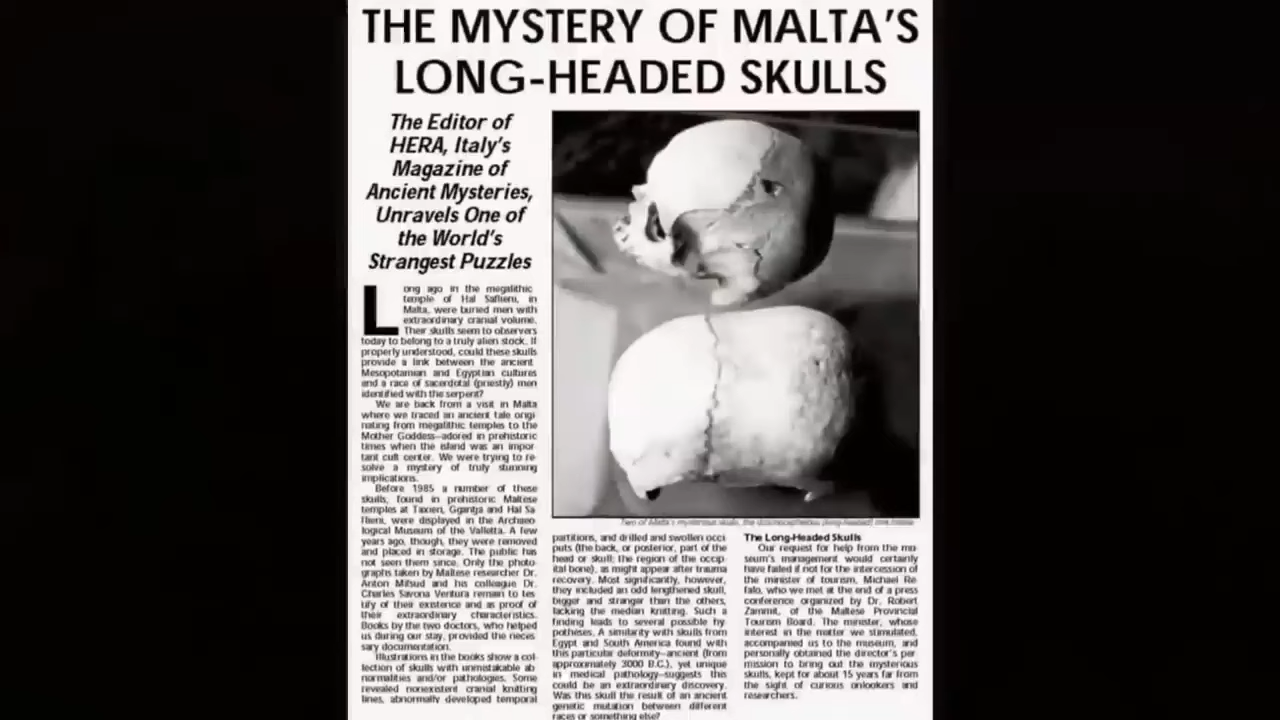 THE MYSTERY OF MALTA'S
LONG-HEADED SKULLS
The Editor of
HERA, Italy's
Magazine of
Ancient Mysteries,
Unravels One of
the World's
Strangest Puzzles
Long ago in the megalithic
temple of Hal Saflieni, in
Malta, were buried men with
extraordinary cranial volume.
Their skulls seem to observers
today to belong to a truly alien stock. If
properly understood, could these skulls
provide a link between the ancient
Mesopotamian and Egyptian cultures
and a race of sacerdotal (priestly) men
identified with the serpent?
We are back from a visit in Malta
where we traced an ancient tale origi-
nating from megalithic temples to the
Mother Goddess—adored in prehistoric
times when the island was an impor-
tant cult center. We were trying to re-
solve a mystery of truly stunning
implications.
Before 1985 a number of these
skulls, found in prehistoric Maltese
temples at Taxien, Ggantja and Hal Sa-
flieni, were displayed in the Archaeo-
logical Museum of the Valletta. A few
years ago, though, they were removed
and placed in storage. The public has
not seen them since. Only the photo-
graphs taken by Maltese researcher Dr.
Anton Mifsud and his colleague Dr.
Charles Savona Ventura remain to tes-
tify of their existence and as proof of
their extraordinary characteristics.
Books by the two doctors, who helped
us during our stay, provided the neces-
sary documentation.
Illustrations in the books show a col-
lection of skulls with unmistakable ab-
normalities and/or pathologies. Some
revealed nonexistent cranial knitting
lines, abnormally developed temporal
Two of Malta's mysterious skulls, the dolichocephalous (long-headed) one below
partitions, and drilled and swollen occi-
puts (the back, or posterior, part of the
head or skull; the region of the occip-
ital bone), as might appear after trauma
recovery. Most significantly, however,
they included an odd lengthened skull,
bigger and stranger than the others,
lacking the median knitting. Such a
finding leads to several possible hy-
potheses. A similarity with skulls from
Egypt and South America found with
this particular deformity—ancient (from
approximately 3000 B.C.), yet unique
in medical pathology—suggests this
could be an extraordinary discovery.
Was this skull the result of an ancient
genetic mutation between different
races or something else?
The Long-Headed Skulls
Our request for help from the mu-
seum's management would certainly
have failed if not for the intercession of
the minister of tourism, Michael Re-
falo, who we met at the end of a press
conference organized by Dr. Robert
Zammit, of the Maltese Provincial
Tourism Board. The minister, whose
interest in the matter we stimulated,
accompanied us to the museum, and
personally obtained the director's per-
mission to bring out the mysterious
skulls, kept for about 15 years far from
the sight of curious onlookers and
researchers.